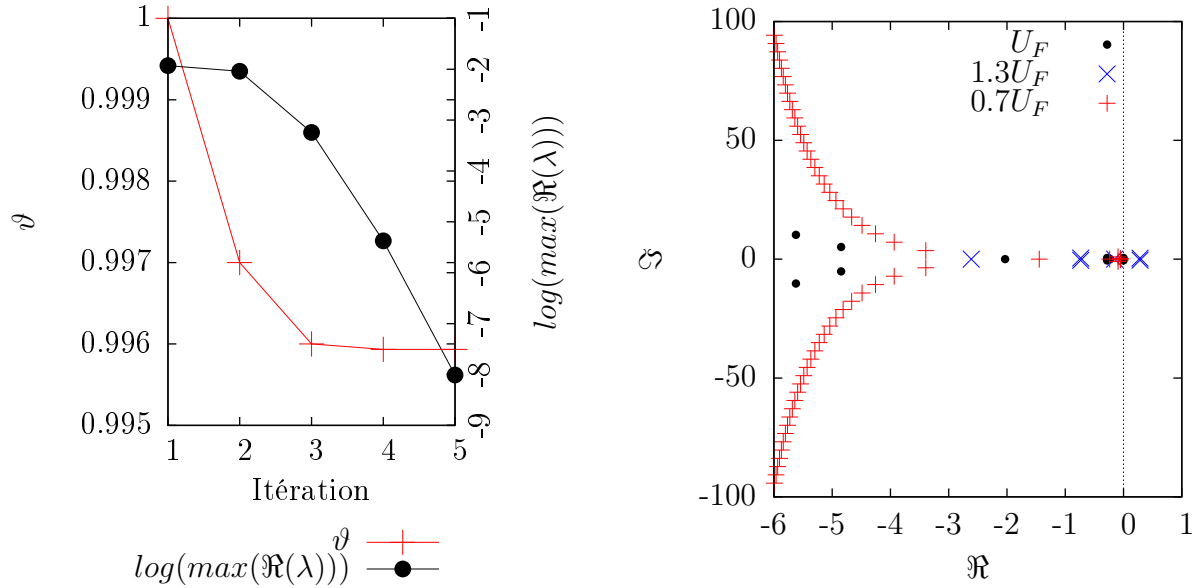 1
0.999
0.998
0.997
0.996
0.995
ϑ
-1
-2
-3
-4
-5
-6
-7
-8
-9
log(max(ℜ(λ)))
1 2 3 4 5
Itération
ϑ
log(max(ℜ(λ)))
100
50
0
-50
-100
ℑ
U_F
1.3U_F
0.7U_F
-6 -5 -4 -3 -2 -1 0 1
ℜ